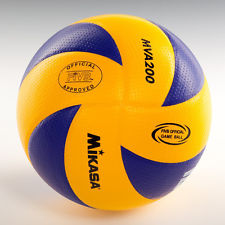 MVA200
OFFICIAL
FIVB
APPROVED
MIKASA
FIVB OFFICIAL
GAME BALL